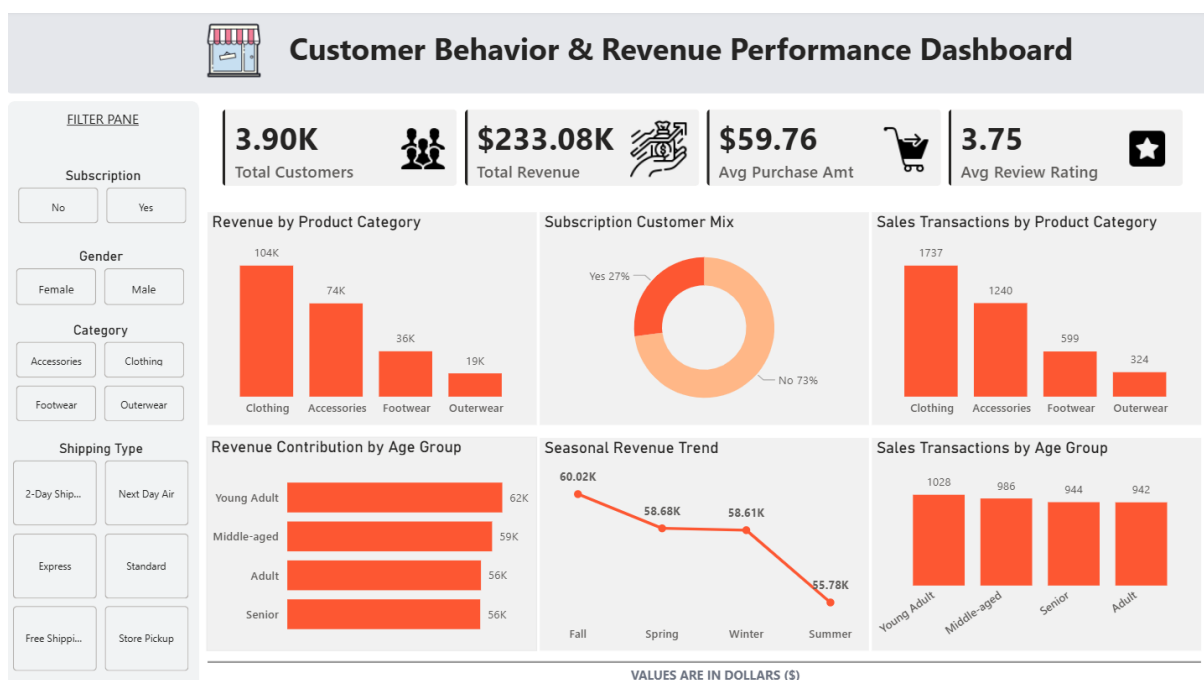 Customer Behavior & Revenue Performance Dashboard
FILTER PANE
Subscription
No Yes
Gender
Female Male
Category
Accessories Clothing
Footwear Outerwear
Shipping Type
2-Day Ship... Next Day Air
Express Standard
Free Shippi... Store Pickup
3.90K
Total Customers
$233.08K
Total Revenue
$59.76
Avg Purchase Amt
3.75
Avg Review Rating
Revenue by Product Category
104K
74K
36K
19K
Clothing Accessories Footwear Outerwear
Subscription Customer Mix
Yes 27%
No 73%
Sales Transactions by Product Category
1737
1240
599
324
Clothing Accessories Footwear Outerwear
Revenue Contribution by Age Group
Young Adult 62K
Middle-aged 59K
Adult 56K
Senior 56K
Seasonal Revenue Trend
60.02K
58.68K
58.61K
55.78K
Fall Spring Winter Summer
Sales Transactions by Age Group
1028
986
944
942
Young Adult Middle-aged Senior Adult
VALUES ARE IN DOLLARS ($)